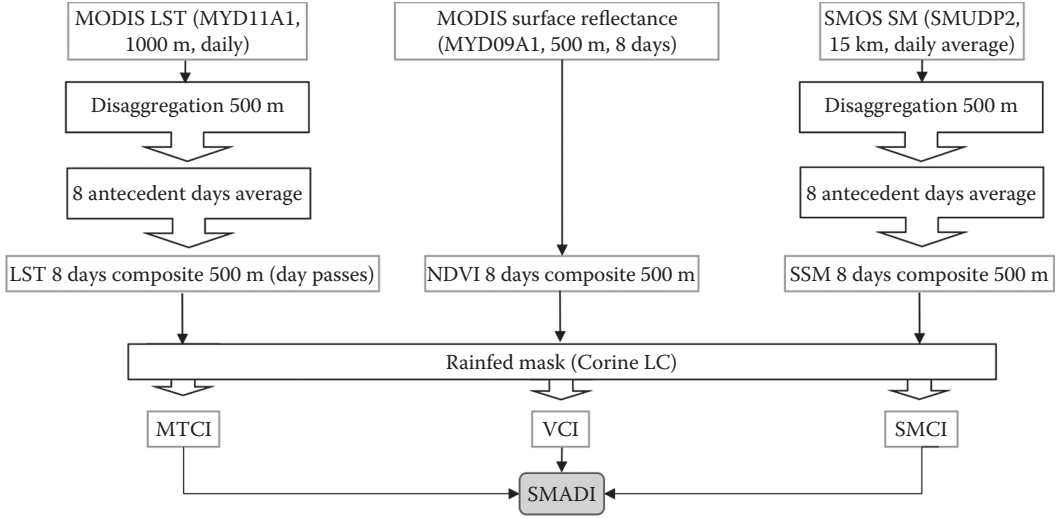 MODIS LST (MYD11A1,
1000 m, daily)
MODIS surface reflectance
(MYD09A1, 500 m, 8 days)
SMOS SM (SMUDP2,
15 km, daily average)
Disaggregation 500 m
Disaggregation 500 m
8 antecedent days average
8 antecedent days average
LST 8 days composite 500 m (day passes)
NDVI 8 days composite 500 m
SSM 8 days composite 500 m
Rainfed mask (Corine LC)
MTCI
VCI
SMCI
SMADI